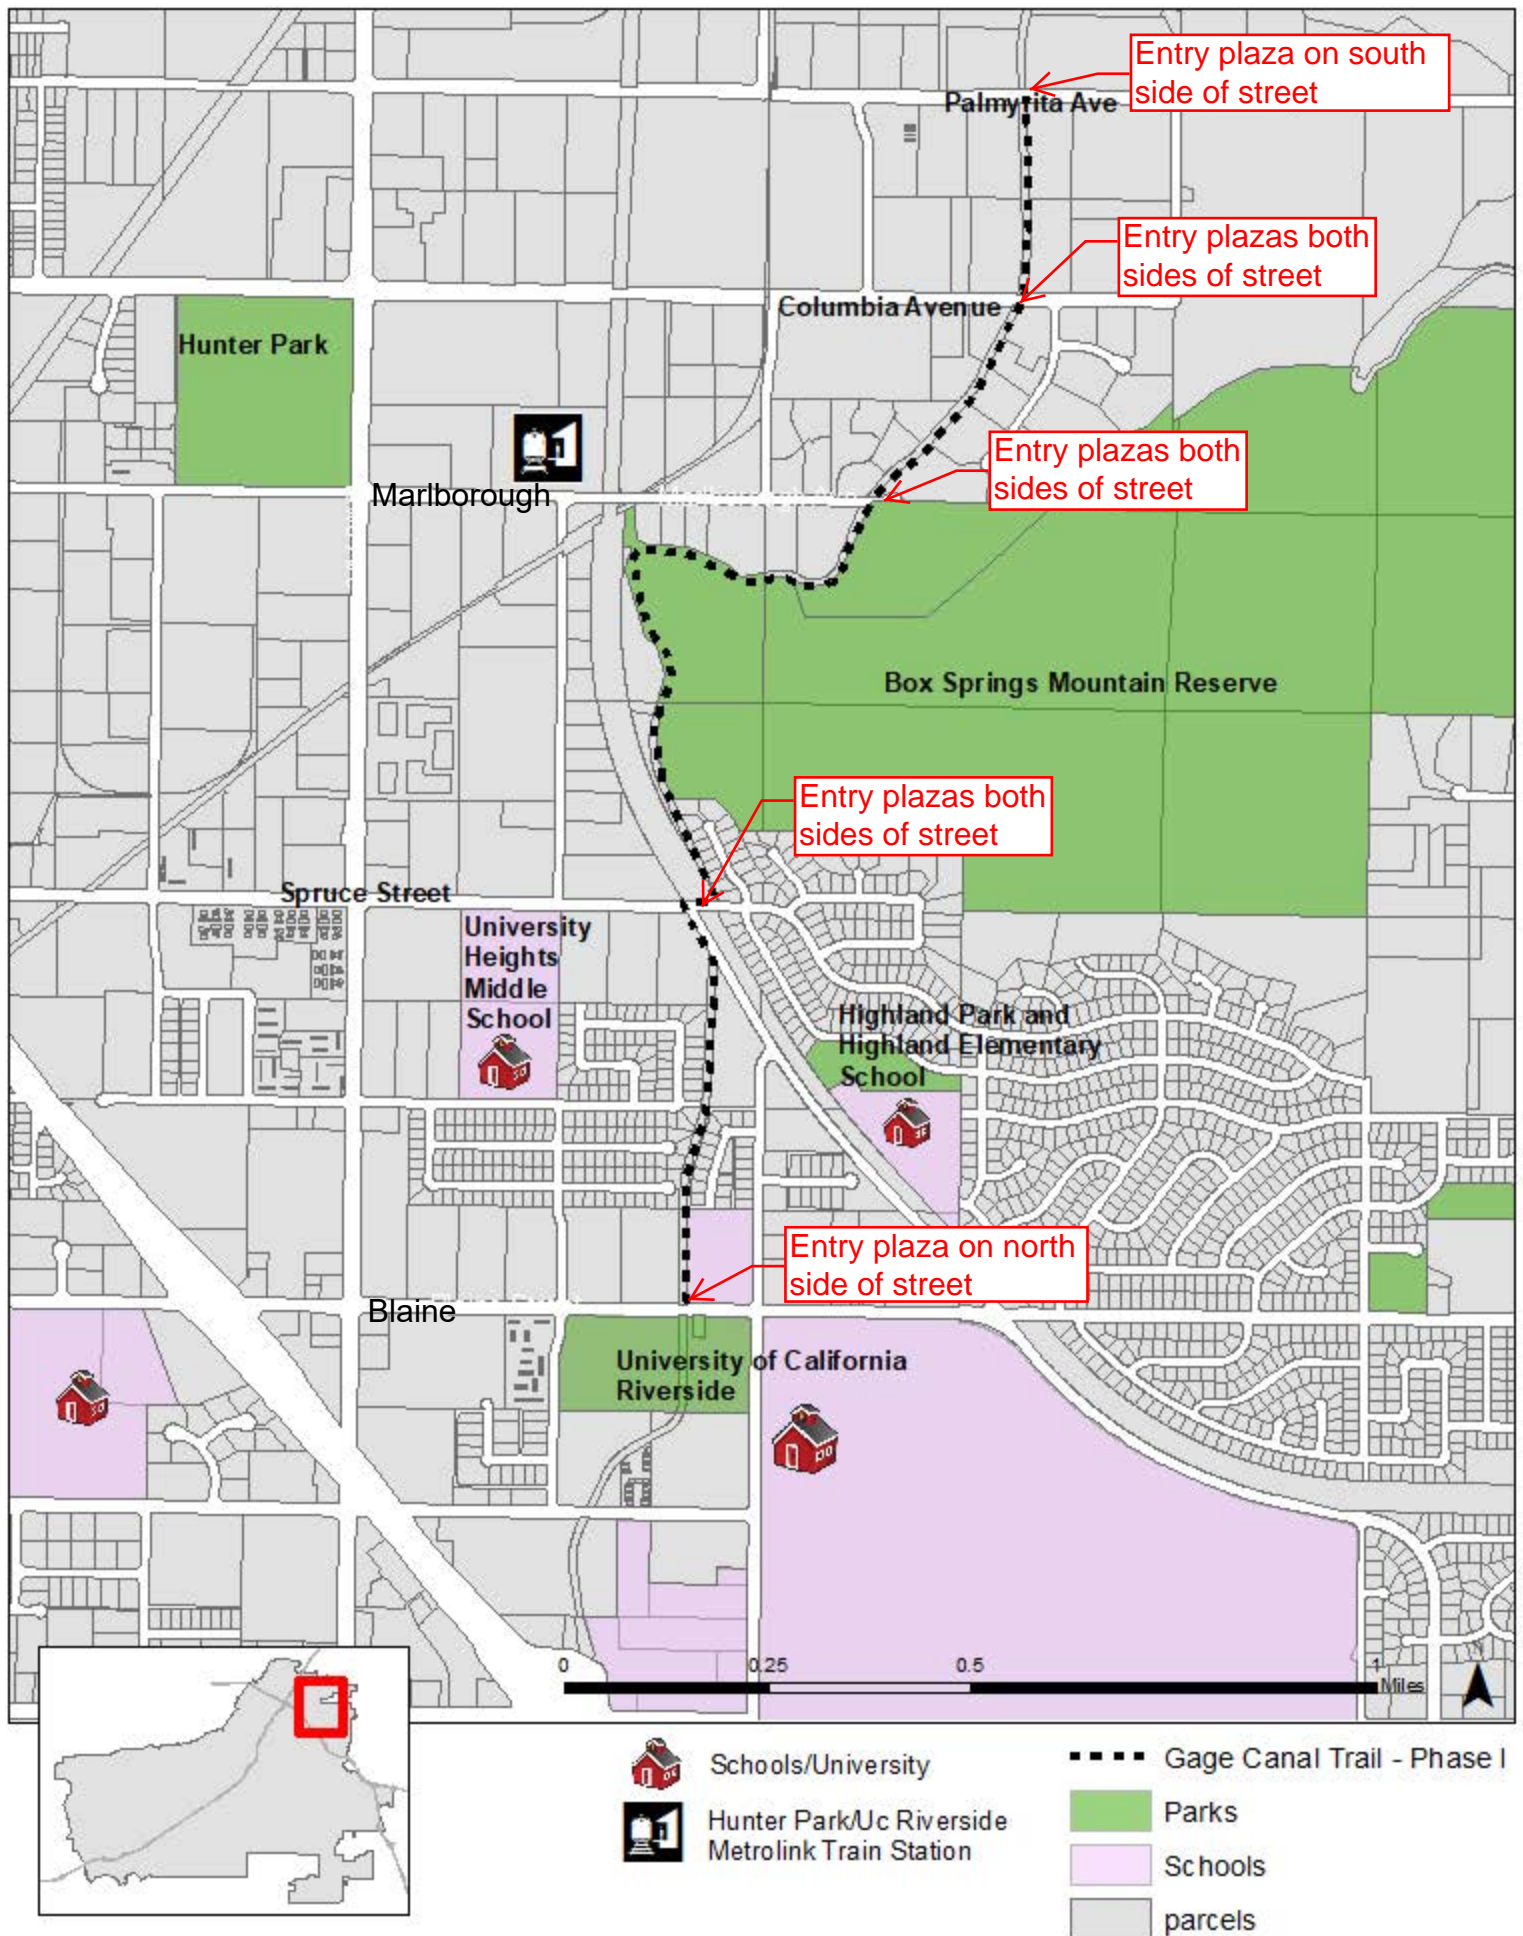 Entry plaza on south
side of street
Palmyrita Ave
Entry plazas both
sides of street
Columbia Avenue
Hunter Park
Entry plazas both
sides of street
Marlborough
Box Springs Mountain Reserve
Entry plazas both
sides of street
Spruce Street
University
Heights
Middle
School
Highland Park and
Highland Elementary
School
Entry plaza on north
side of street
Blaine
University of California
Riverside
0 0.25 0.5 1
Miles
Schools/University
Hunter Park/Uc Riverside
Metrolink Train Station
Gage Canal Trail - Phase I
Parks
Schools
parcels